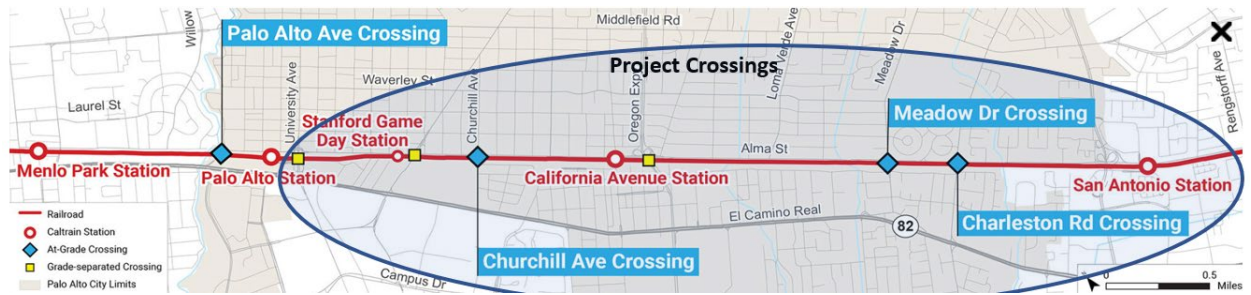 Middlefield Rd
Willow
Palo Alto Ave Crossing
Project Crossings
Waverley St
University Ave
Churchill Ave
Oregon Exp
Loma Verde Ave
Meadow Dr
Rengstorff Ave
Laurel St
Stanford Game
Day Station
Meadow Dr Crossing
Alma St
Menlo Park Station
Palo Alto Station
California Avenue Station
San Antonio Station
El Camino Real
82
Charleston Rd Crossing
Churchill Ave Crossing
Campus Dr
Railroad
Caltrain Station
At-Grade Crossing
Grade-separated Crossing
Palo Alto City Limits
0
0.5
Miles